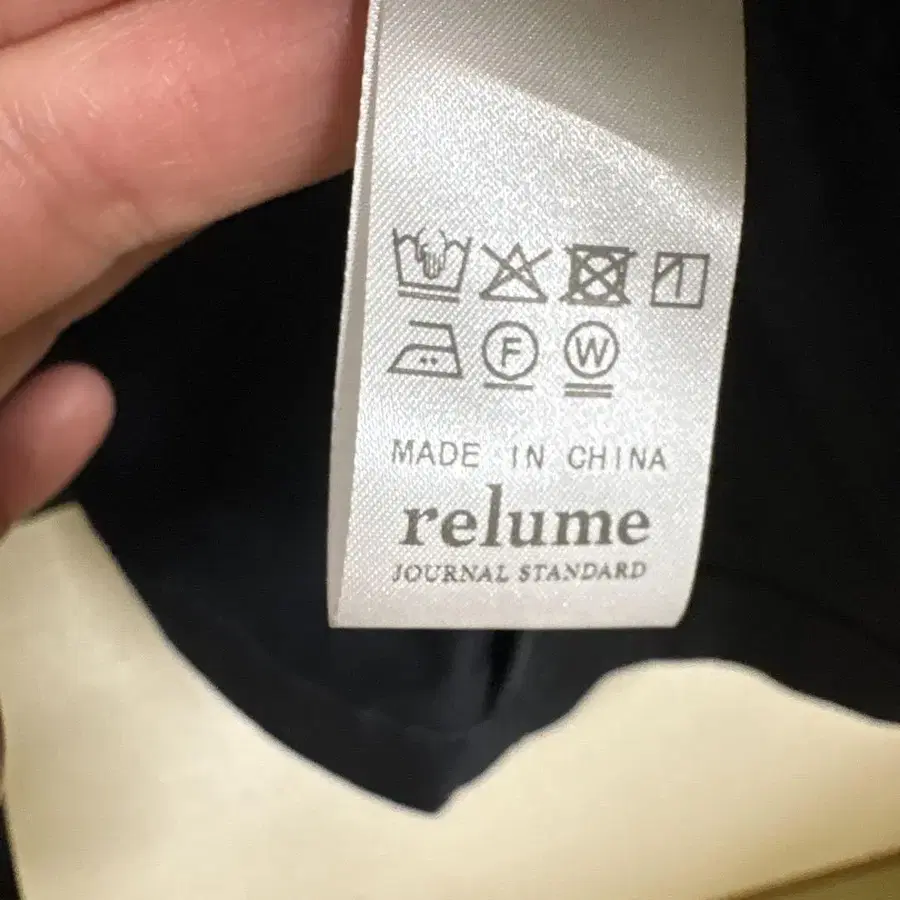 F W
MADE IN CHINA
relume
JOURNAL STANDARD